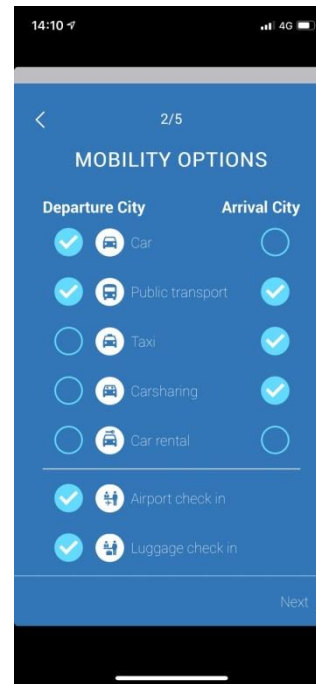 14:10 4G
2/5
MOBILITY OPTIONS
Departure City Arrival City
Car
Public transport
Taxi
Carsharing
Car rental
Airport check in
Luggage check in
Next